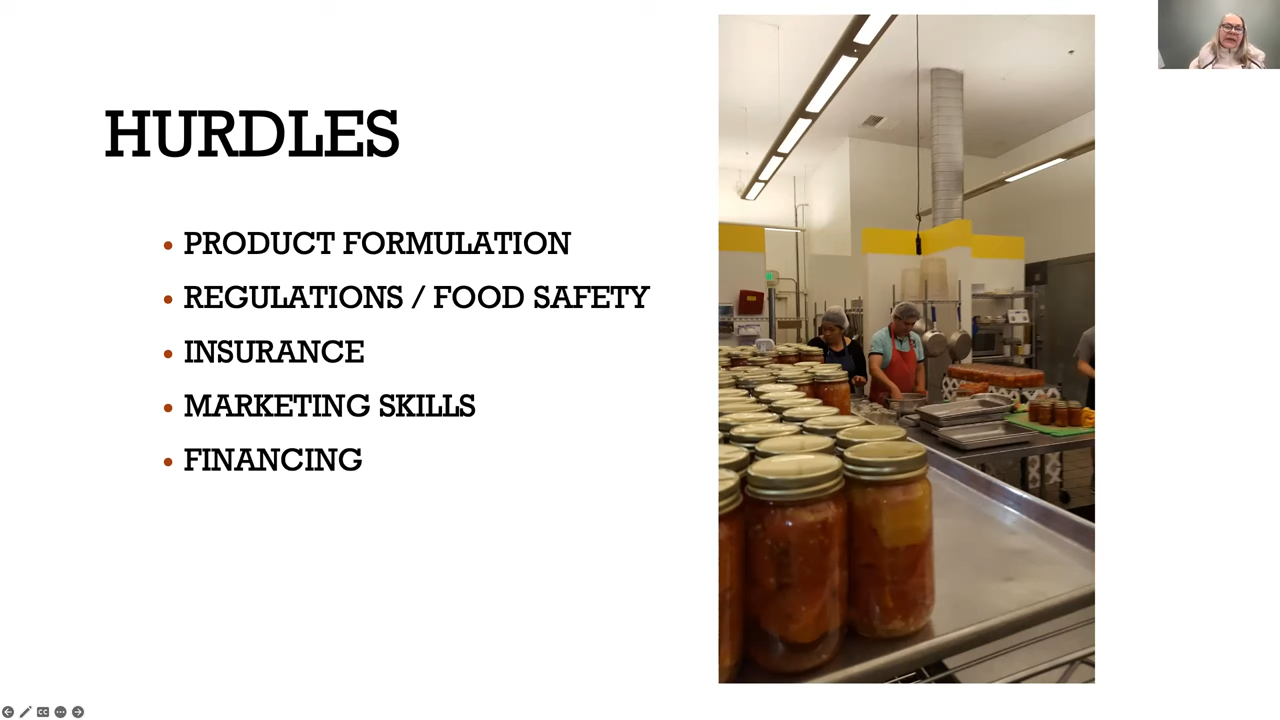 HURDLES
PRODUCT FORMULATION
REGULATIONS / FOOD SAFETY
INSURANCE
MARKETING SKILLS
FINANCING